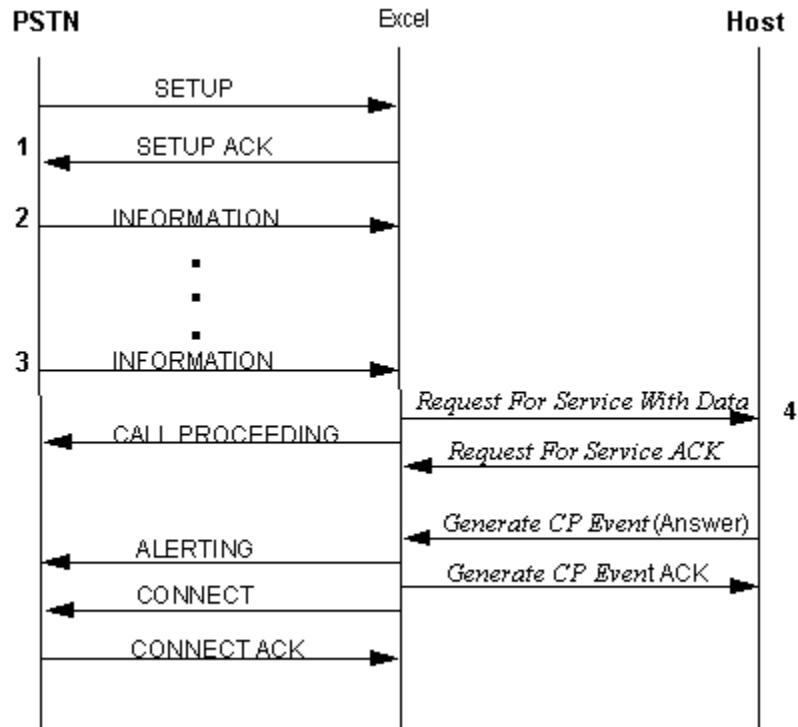 PSTN Excel Host
SETUP
1 SETUP ACK
2 INFORMATION
3 INFORMATION
Request For Service With Data 4
CALL PROCEEDING
Request For Service ACK
Generate CP Event (Answer)
ALERTING
Generate CP Event ACK
CONNECT
CONNECT ACK